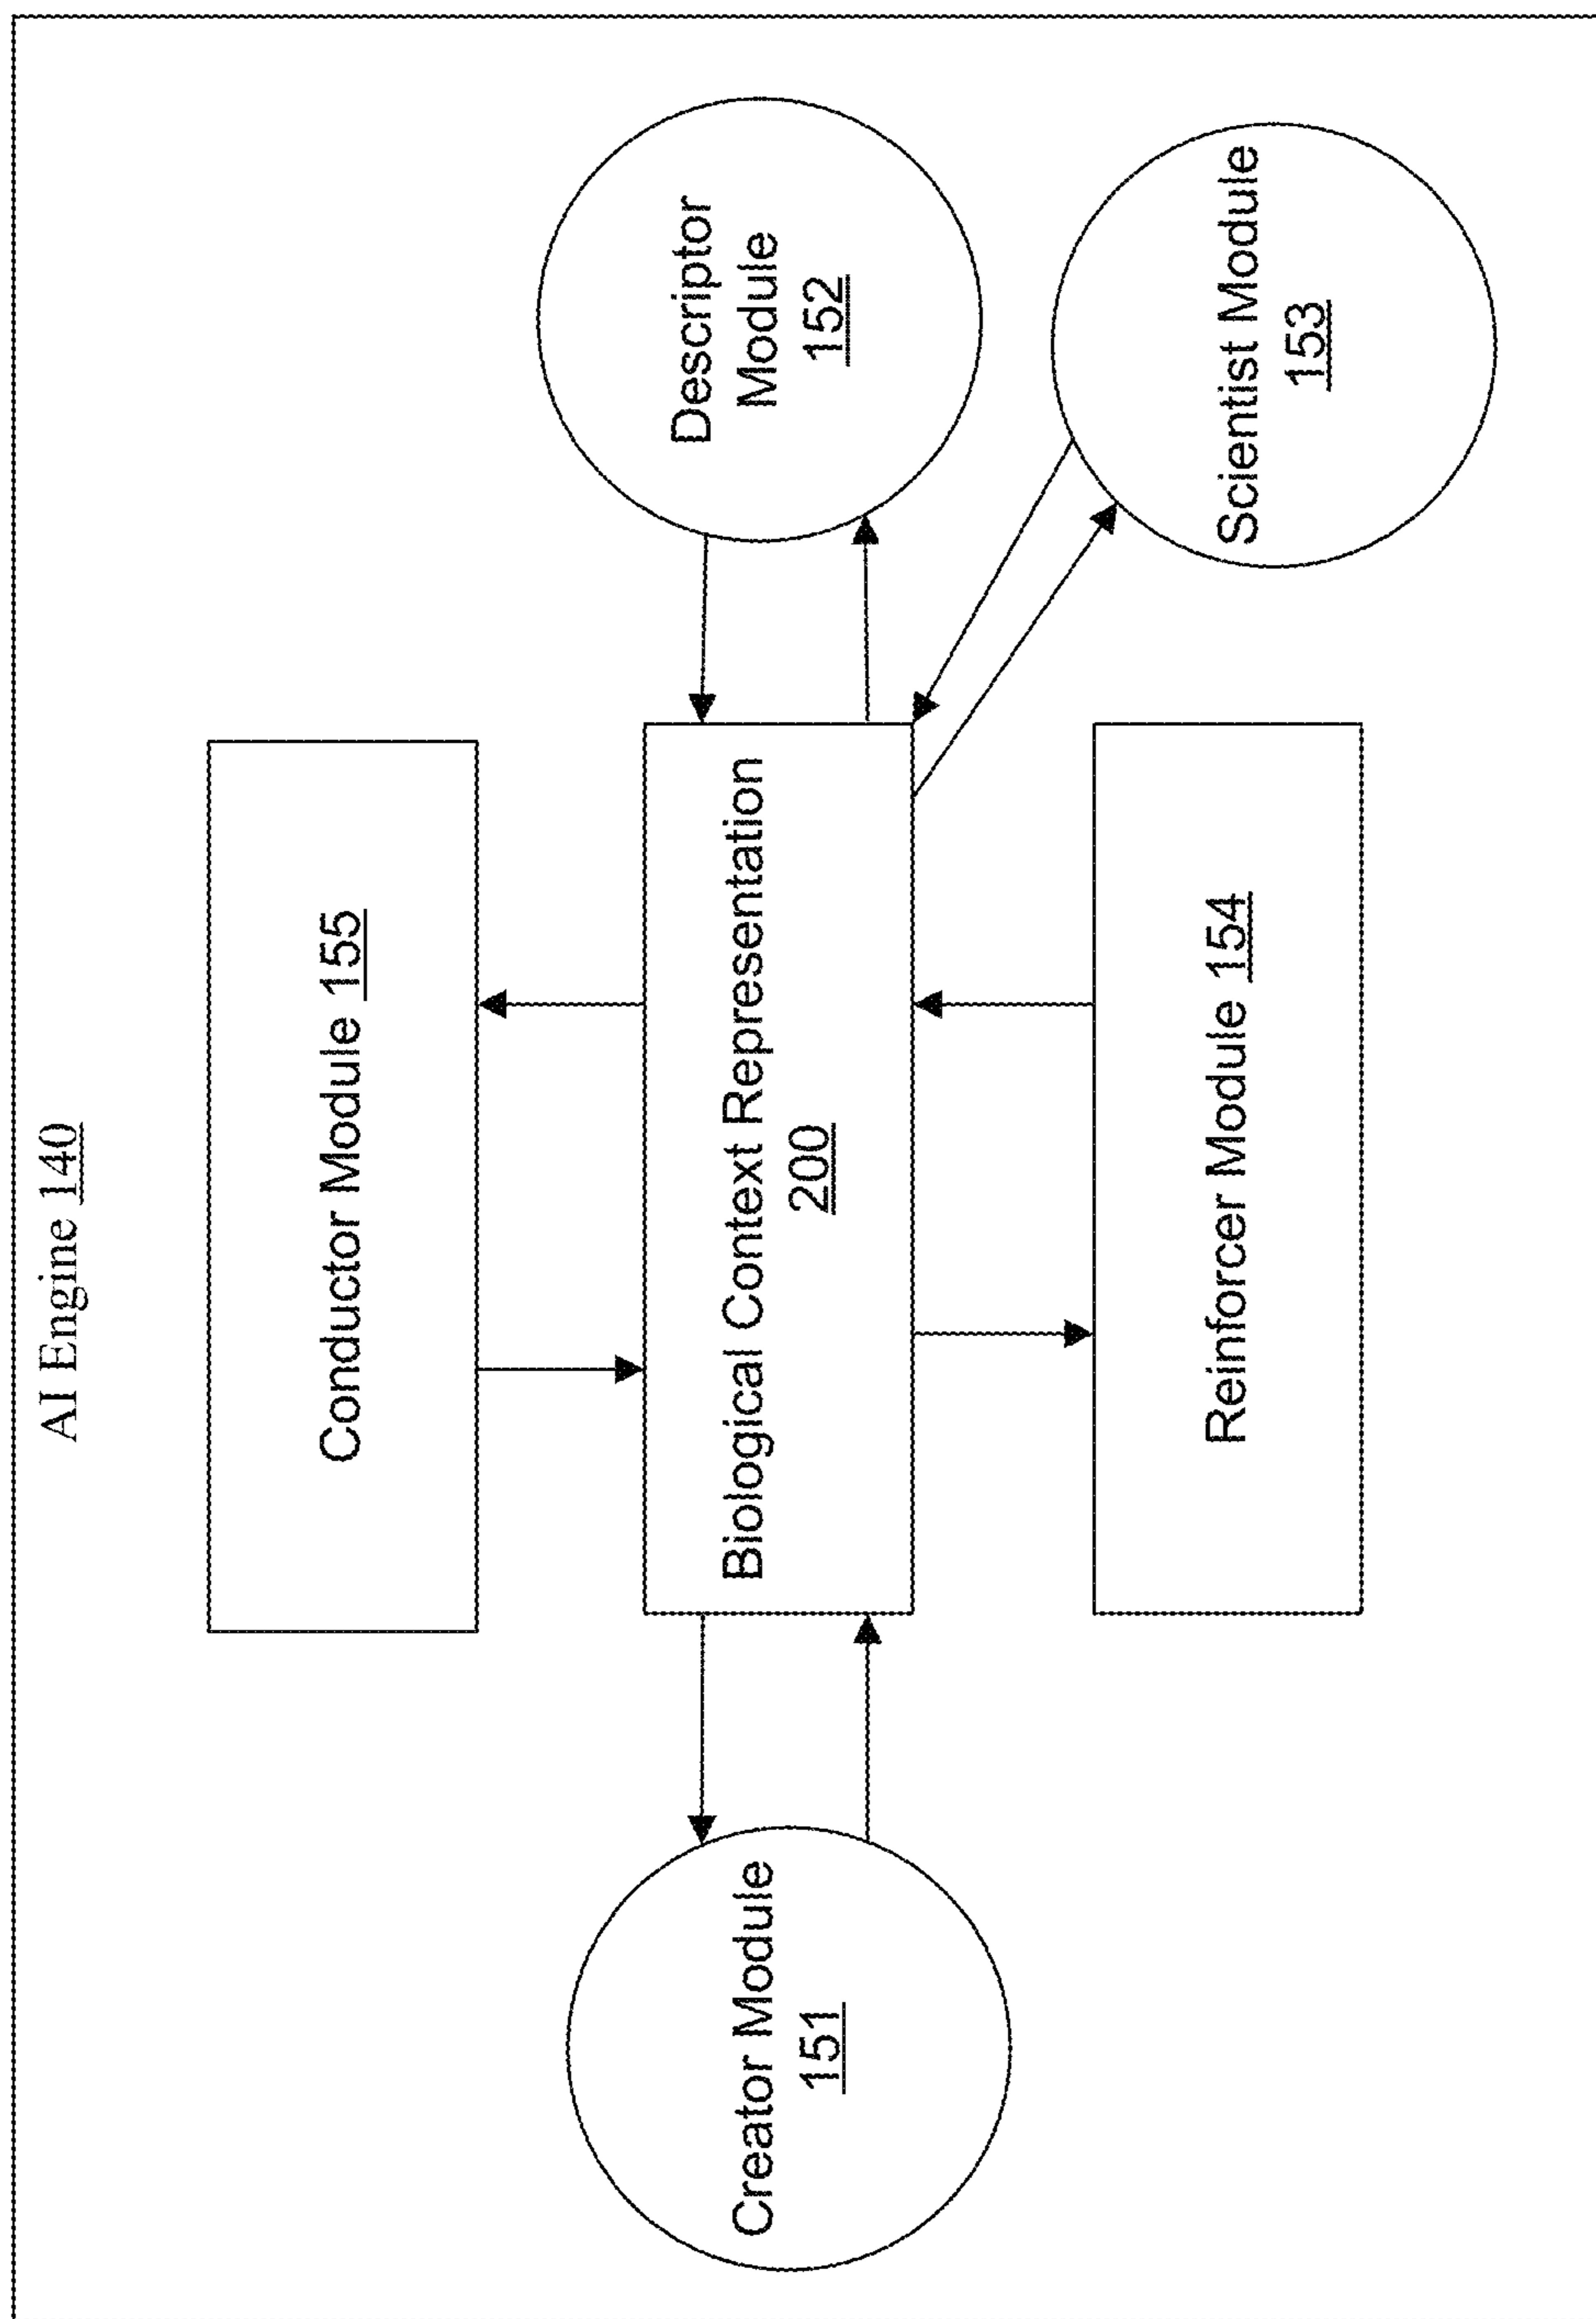 AI Engine 140
Conductor Module 155
Creator Module
151
Biological Context Representation
200
Descriptor
Module
152
Reinforcer Module 154
Scientist Module
153